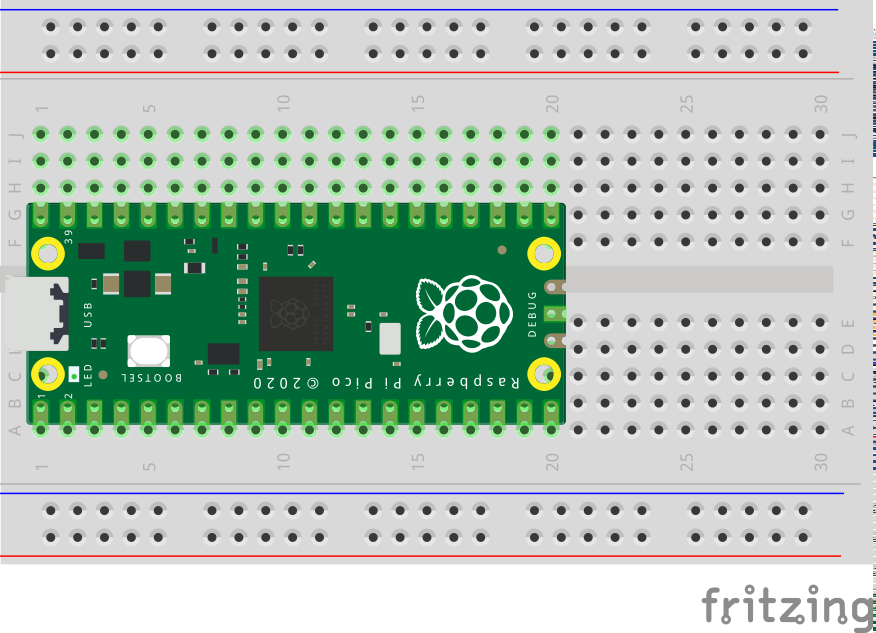 1 5 10 15 20 25 30
J J
I I
H H
G G
F F
39
USB
DEBUG
E
D
C C
B B
A A
LED
BOOTSEL
Raspberry Pi Pico © 2020
1
2
1 5 10 15 20 25 30
fritzing